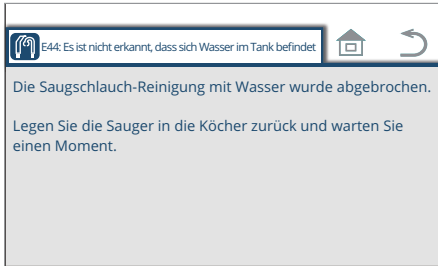 E44: Es ist nicht erkannt, dass sich Wasser im Tank befindet
Die Saugschlauch-Reinigung mit Wasser wurde abgebrochen.
Legen Sie die Sauger in die Köcher zurück und warten Sie
einen Moment.